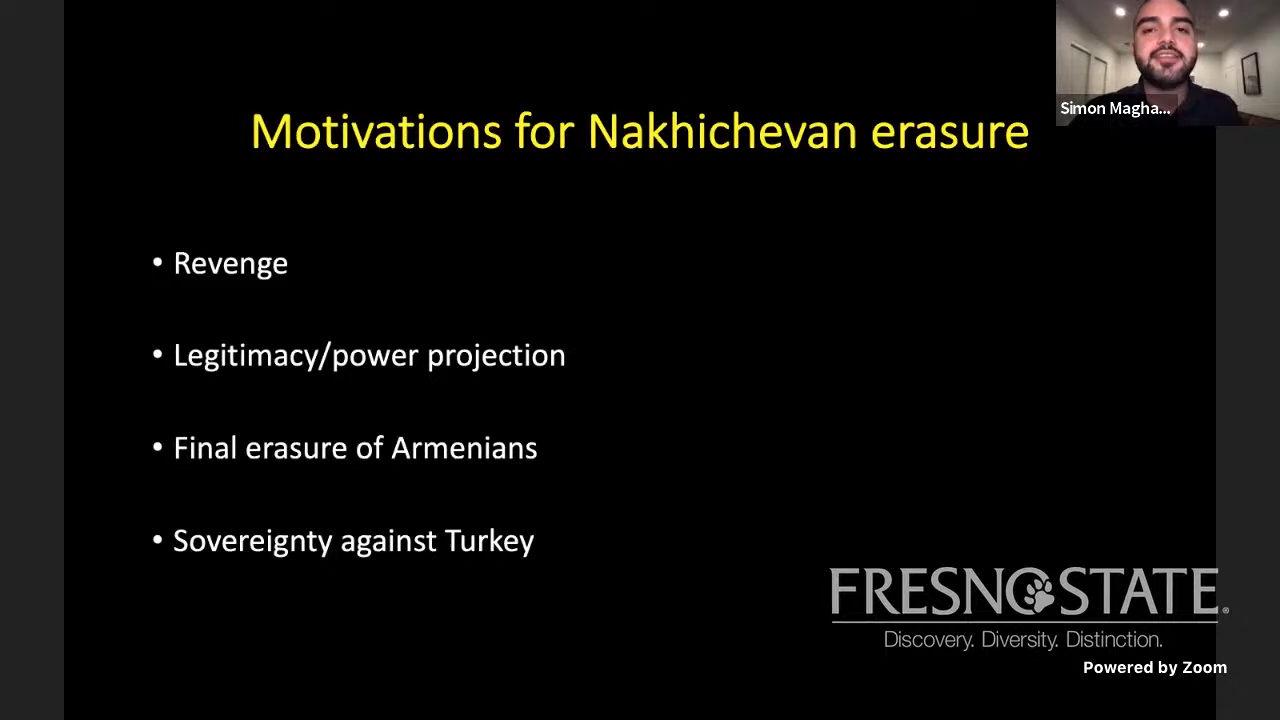 Simon Magha...
Motivations for Nakhichevan erasure
• Revenge
• Legitimacy/power projection
• Final erasure of Armenians
• Sovereignty against Turkey
FRESNO STATE®
Discovery. Diversity. Distinction.
Powered by Zoom